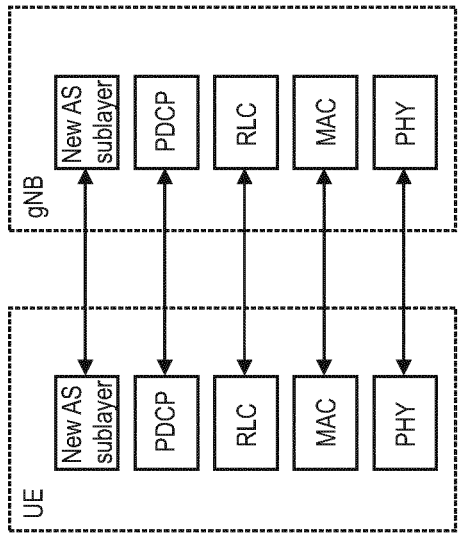 UE
New AS
sublayer
PDCP
RLC
MAC
PHY
gNB
New AS
sublayer
PDCP
RLC
MAC
PHY